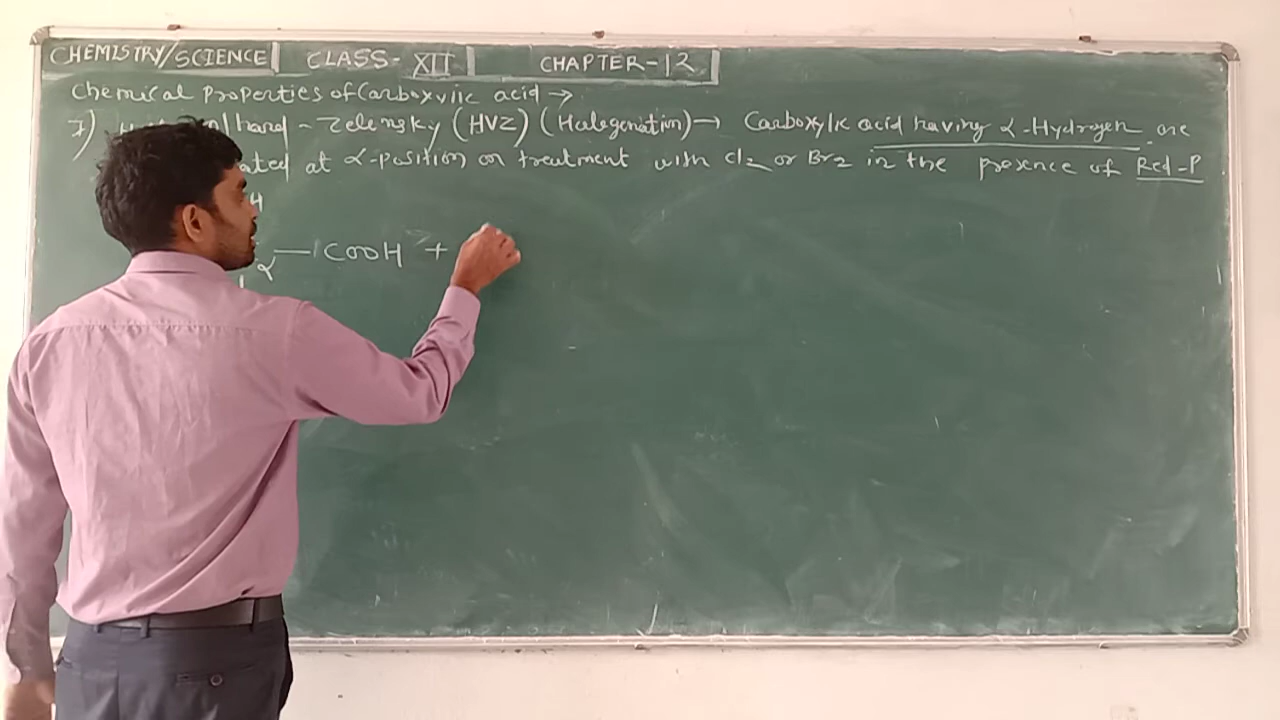 CHEMISTRY/SCIENCE CLASS - XII CHAPTER - 12
Chemical Properties of Carboxylic acid →
7) hard - Zelensky (HVZ) (Halogenation) → Carboxylic acid having α-Hydrogen are
ated at α-position on treatment with Cl2 or Br2 in the presence of Red-P
H
— COOH +
α